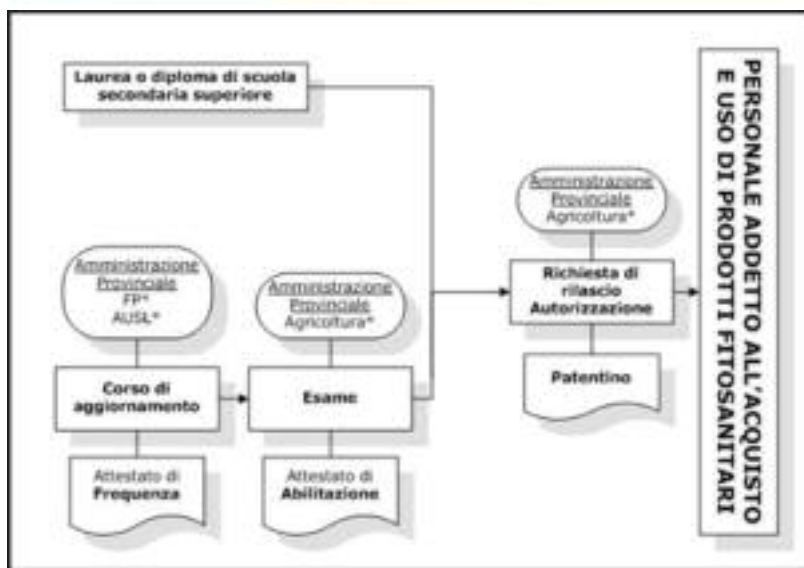 Laurea o diploma di scuola
secondaria superiore
Amministrazione
Provinciale
FP*
AUSL*
Corso di
aggiornamento
Attestato di
Frequenza
Amministrazione
Provinciale
Agricoltura*
Esame
Attestato di
Abilitazione
Amministrazione
Provinciale
Agricoltura*
Richiesta di
rilascio
Autorizzazione
Patentino
PERSONALE ADDETTO ALL'ACQUISTO
E USO DI PRODOTTI FITOSANITARI